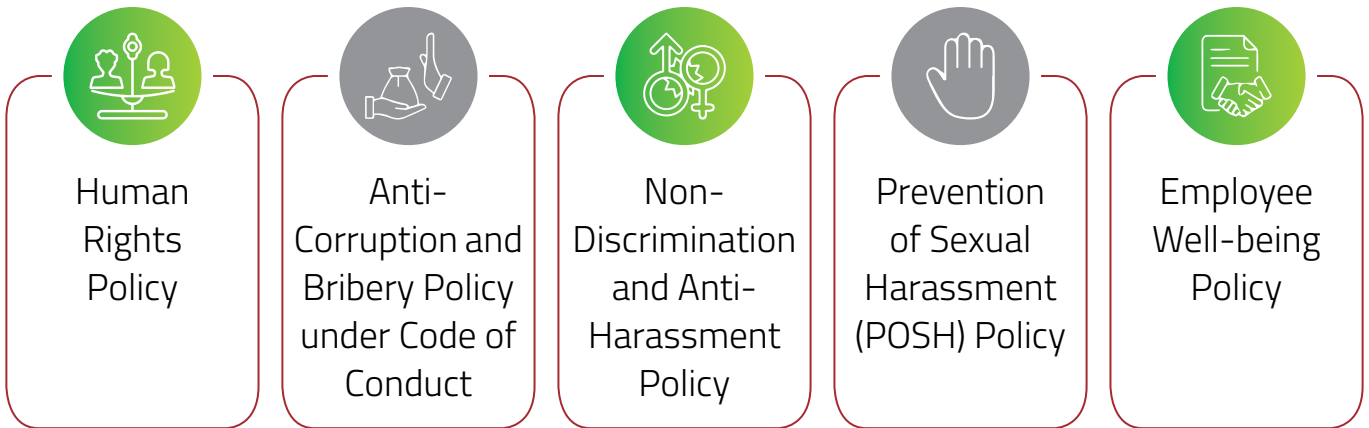 Human
Rights
Policy
Anti-
Corruption and
Bribery Policy
under Code of
Conduct
Non-
Discrimination
and Anti-
Harassment
Policy
Prevention
of Sexual
Harassment
(POSH) Policy
Employee
Well-being
Policy